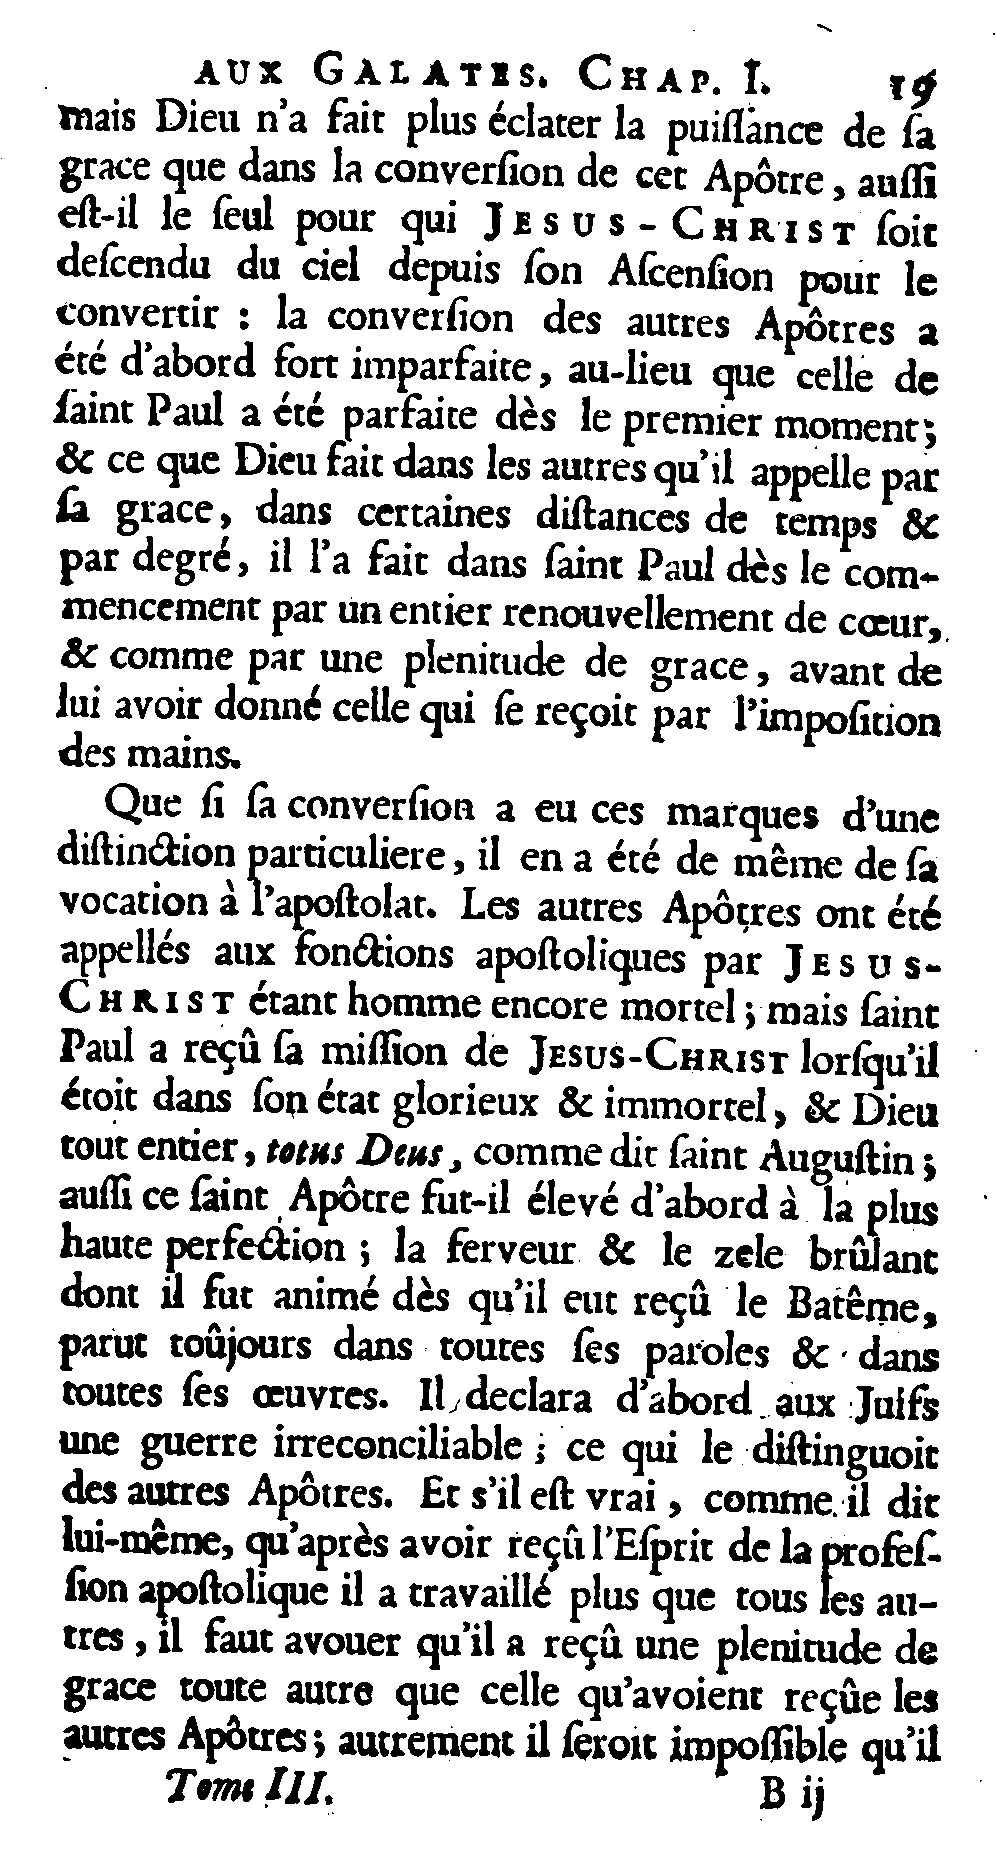 AUX GALATES. CHAP. I. 19
mais Dieu n'a fait plus éclater la puiſſance de ſa
grace que dans la converſion de cet Apôtre, auſſi
eſt-il le ſeul pour qui JESUS-CHRIST ſoit
deſcendu du ciel depuis ſon Aſcenſion pour le
convertir : la converſion des autres Apôtres a
été d'abord fort imparfaite, au-lieu que celle de
ſaint Paul a été parfaite dès le premier moment;
& ce que Dieu fait dans les autres qu'il appelle par
ſa grace, dans certaines diſtances de temps &
par degré, il l'a fait dans ſaint Paul dès le com-
mencement par un entier renouvellement de cœur,
& comme par une plenitude de grace, avant de
lui avoir donné celle qui ſe reçoit par l'impoſition
des mains.
Que ſi ſa converſion a eu ces marques d'une
diſtinction particuliere, il en a été de même de ſa
vocation à l'apoſtolat. Les autres Apôtres ont été
appellés aux fonctions apoſtoliques par JESUS-
CHRIST étant homme encore mortel ; mais ſaint
Paul a reçû ſa miſſion de JESUS-CHRIST lorſqu'il
étoit dans ſon état glorieux & immortel, & Dieu
tout entier, totus Deus, comme dit ſaint Auguſtin ;
auſſi ce ſaint Apôtre fut-il élevé d'abord à la plus
haute perfection ; la ferveur & le zele brûlant
dont il fut animé dès qu'il eut reçû le Batême,
parut toûjours dans toutes ſes paroles & dans
toutes ſes œuvres. Il declara d'abord aux Juifs
une guerre irreconciliable ; ce qui le diſtinguoit
des autres Apôtres. Et s'il eſt vrai, comme il dit
lui-même, qu'après avoir reçû l'Eſprit de la profeſ-
ſion apoſtolique il a travaillé plus que tous les au-
tres, il faut avouer qu'il a reçû une plenitude de
grace toute autre que celle qu'avoient reçûe les
autres Apôtres ; autrement il ſeroit impoſſible qu'il
Tome III. B ij